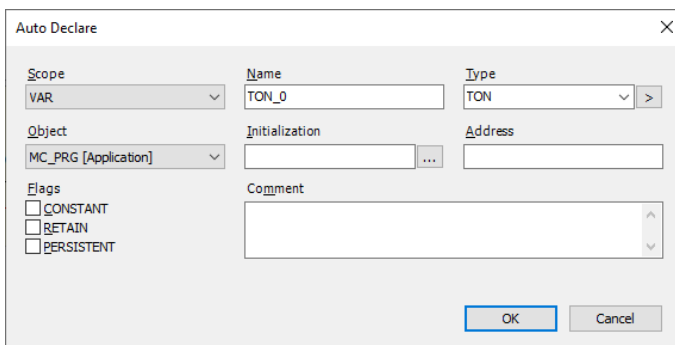 Auto Declare
Scope
Name
Type
VAR
TON_0
TON
>
Object
Initialization
Address
MC_PRG [Application]
...
Flags
Comment
CONSTANT
RETAIN
PERSISTENT
OK
Cancel